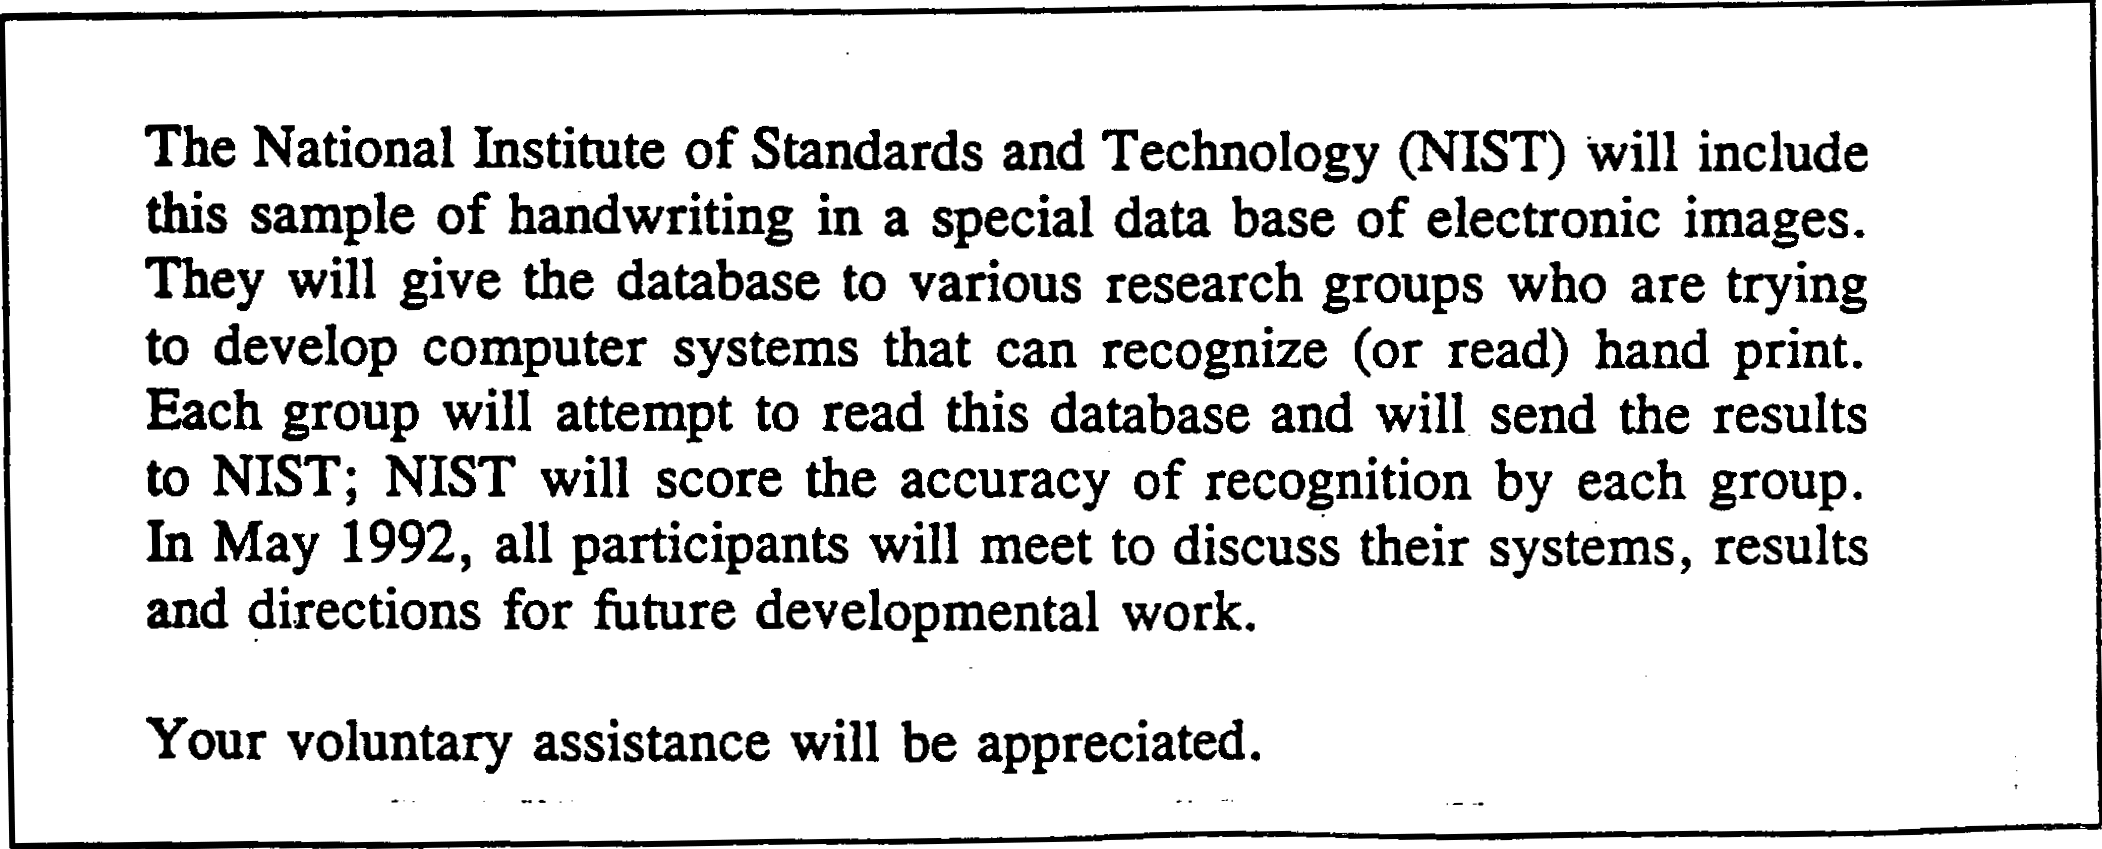 The National Institute of Standards and Technology (NIST) will include
this sample of handwriting in a special data base of electronic images.
They will give the database to various research groups who are trying
to develop computer systems that can recognize (or read) hand print.
Each group will attempt to read this database and will send the results
to NIST; NIST will score the accuracy of recognition by each group.
In May 1992, all participants will meet to discuss their systems, results
and directions for future developmental work.
Your voluntary assistance will be appreciated.